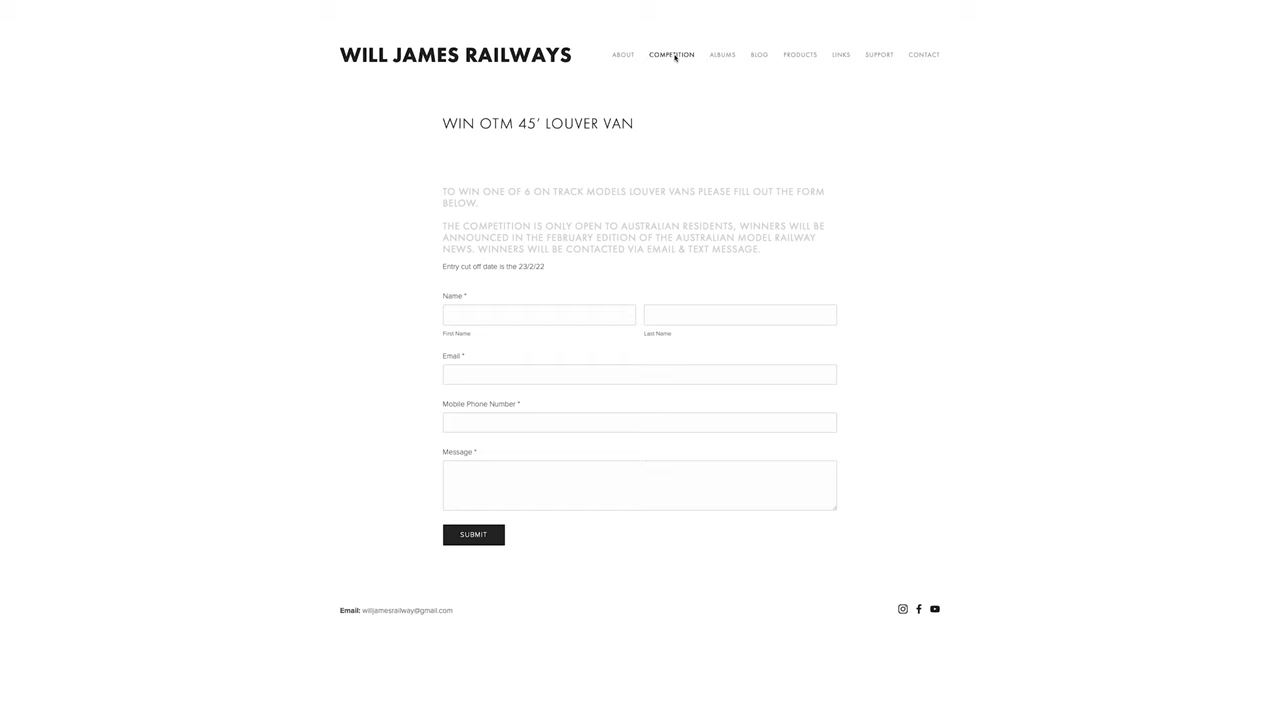 WILL JAMES RAILWAYS
ABOUT COMPETITION ALBUMS BLOG PRODUCTS LINKS SUPPORT CONTACT
WIN OTM 45' LOUVER VAN
TO WIN ONE OF 6 ON TRACK MODELS LOUVER VANS PLEASE FILL OUT THE FORM
BELOW.
THE COMPETITION IS ONLY OPEN TO AUSTRALIAN RESIDENTS, WINNERS WILL BE
ANNOUNCED IN THE FEBRUARY EDITION OF THE AUSTRALIAN MODEL RAILWAY
NEWS. WINNERS WILL BE CONTACTED VIA EMAIL & TEXT MESSAGE.
Entry cut off date is the 23/2/22
Name *
First Name Last Name
Email *
Mobile Phone Number *
Message *
SUBMIT
Email: willjamesrailway@gmail.com